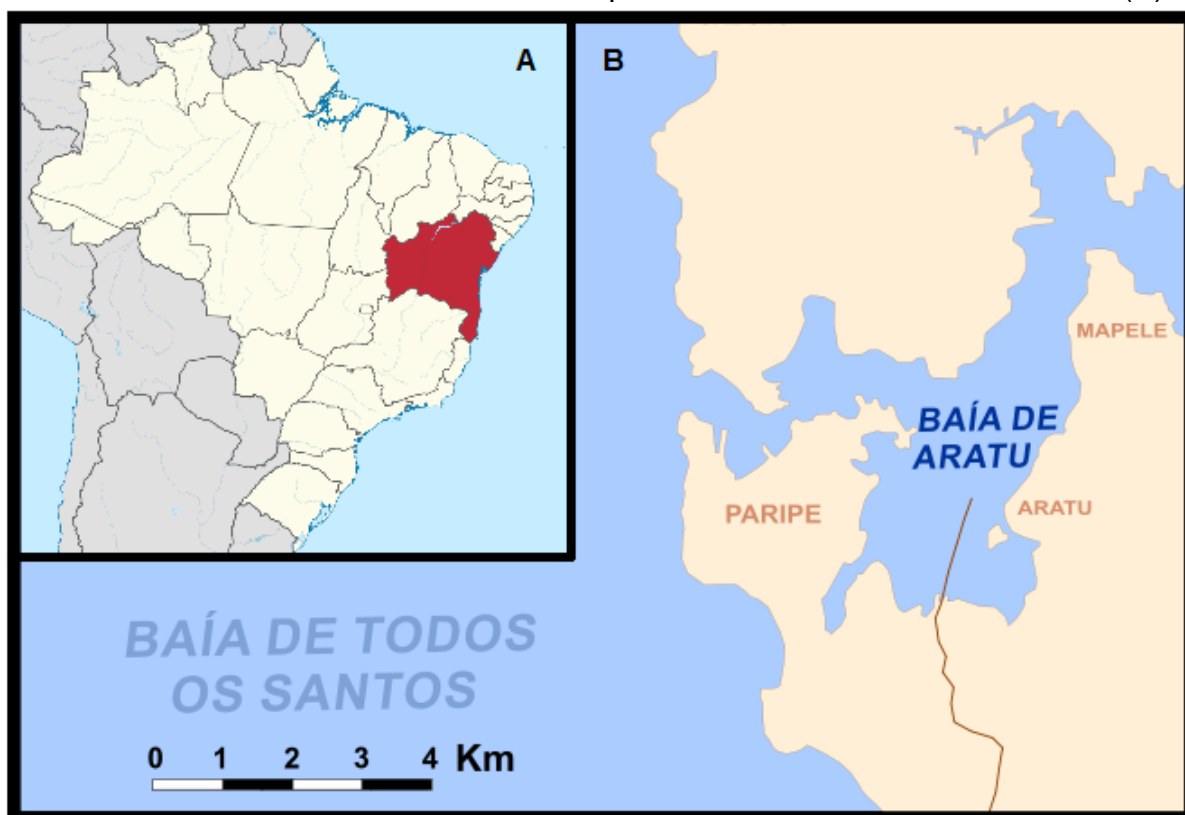 A
B
MAPELE
BAÍA DE
ARATU
PARIPE
ARATU
BAÍA DE TODOS
OS SANTOS
0 1 2 3 4 Km